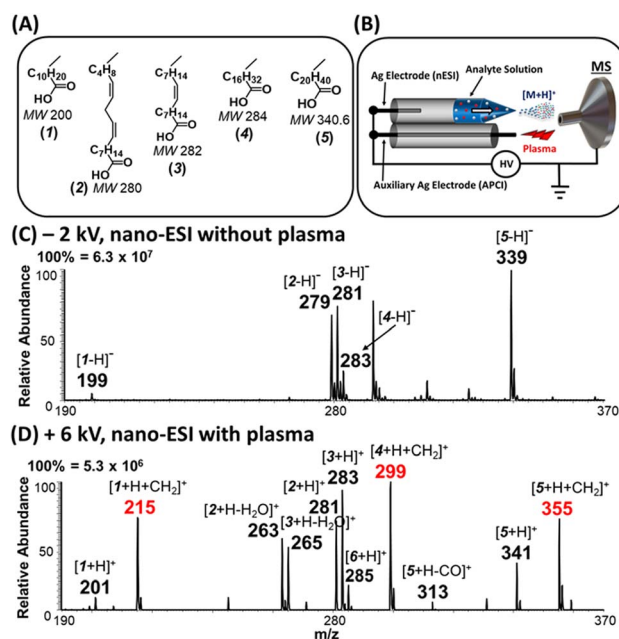 (A)
C10H20
HO O
MW 200
(1)
C4H8
C7H14
HO O
(2) MW 280
C7H14
C7H14
HO O
MW 282
(3)
C16H32
HO O
MW 284
(4)
C20H40
HO O
MW 340.6
(5)
(B)
MS
Ag Electrode (nESI)
Analyte Solution
[M+H]+
Plasma
HV
Auxiliary Ag Electrode (APCI)
(C) – 2 kV, nano-ESI without plasma
100% = 6.3 x 10^7
Relative Abundance
100
50
0
[1-H]-
199
[2-H]-
279
[3-H]-
281
[4-H]-
283
[5-H]-
339
190
280
370
(D) + 6 kV, nano-ESI with plasma
100% = 5.3 x 10^6
Relative Abundance
100
50
0
[1+H]+
201
[1+H+CH2]+
215
[2+H-H2O]+
263
[3+H-H2O]+
265
[2+H]+
281
[3+H]+
283
[6+H]+
285
[4+H+CH2]+
299
[5+H-CO]+
313
[5+H]+
341
[5+H+CH2]+
355
190
280
370
m/z